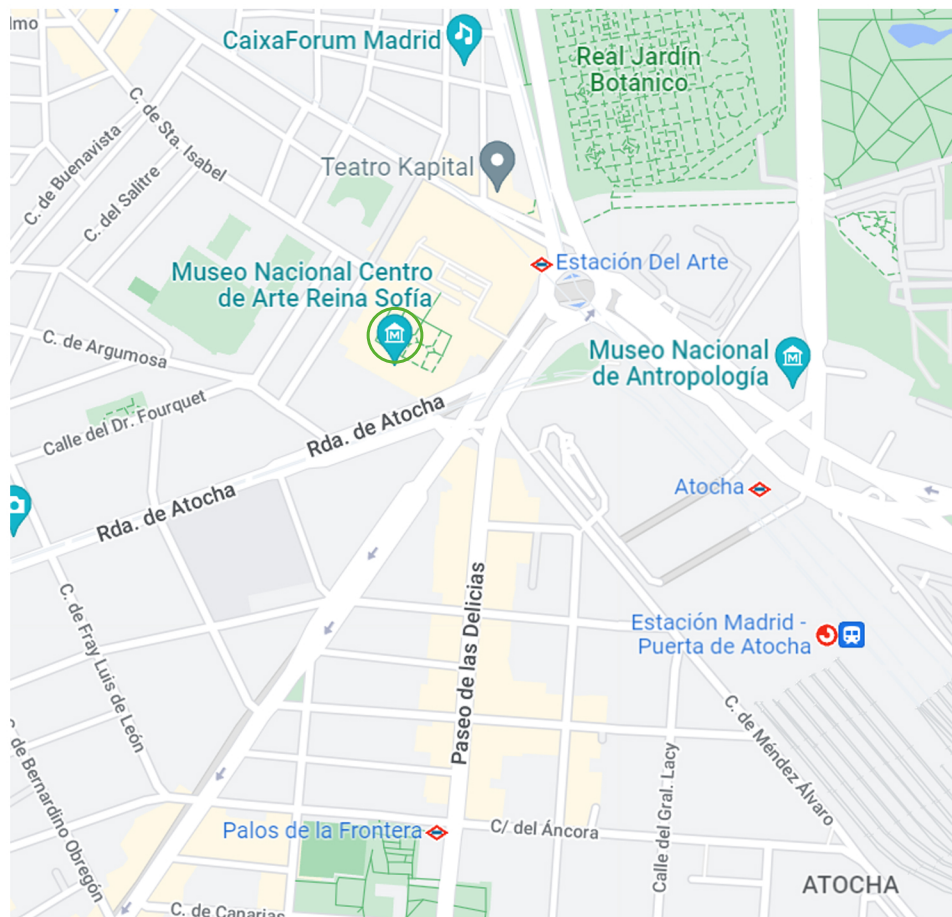 lmo
CaixaForum Madrid
Real Jardín
Botánico
C. de Sta. Isabel
C. de Buenavista
Teatro Kapital
C. del Salitre
Museo Nacional Centro
de Arte Reina Sofía
Estación Del Arte
M
C. de Argumosa
Museo Nacional
de Antropología
M
Calle del Dr. Fourquet
Rda. de Atocha
Rda. de Atocha
Atocha
C. de Fray Luis de León
Paseo de las Delicias
Estación Madrid -
Puerta de Atocha
C. de Bernardino Obregón
C. de Méndez Álvaro
Calle del Gral. Lacy
Palos de la Frontera
C/ del Áncora
ATOCHA
C. de Canarias